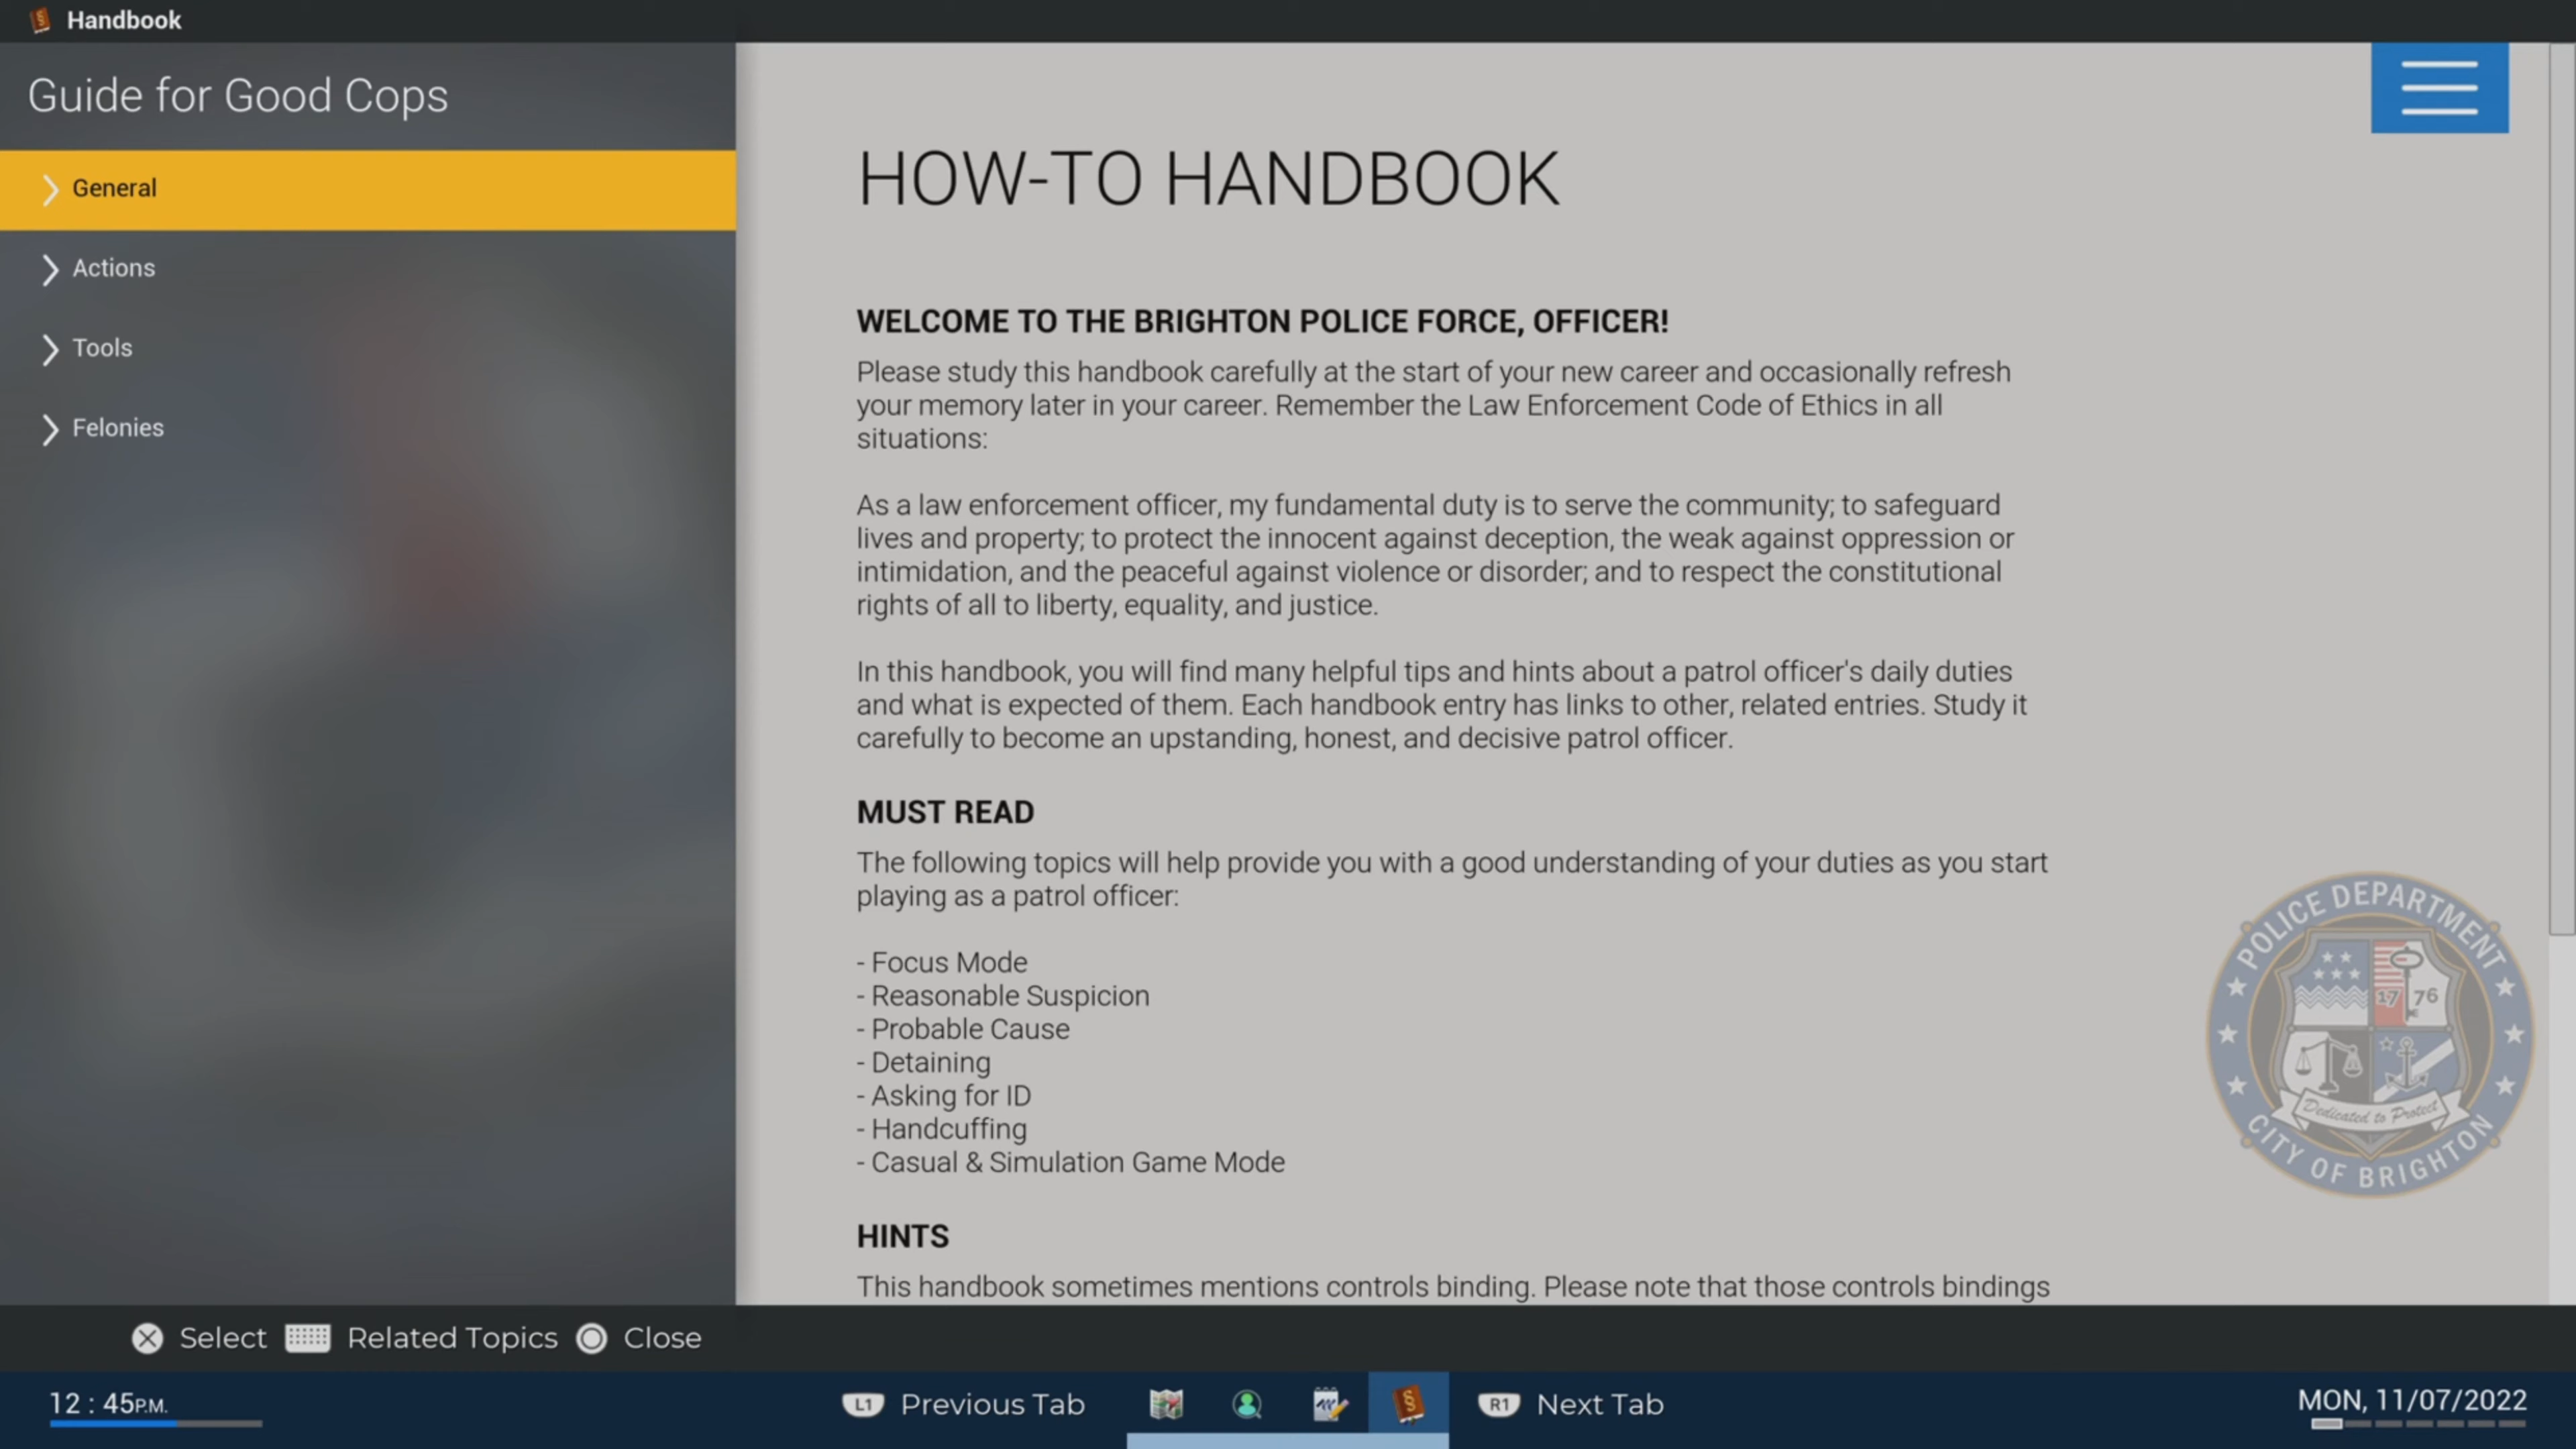 Handbook
Guide for Good Cops
General
Actions
Tools
Felonies
HOW-TO HANDBOOK
WELCOME TO THE BRIGHTON POLICE FORCE, OFFICER!
Please study this handbook carefully at the start of your new career and occasionally refresh
your memory later in your career. Remember the Law Enforcement Code of Ethics in all
situations:
As a law enforcement officer, my fundamental duty is to serve the community; to safeguard
lives and property; to protect the innocent against deception, the weak against oppression or
intimidation, and the peaceful against violence or disorder; and to respect the constitutional
rights of all to liberty, equality, and justice.
In this handbook, you will find many helpful tips and hints about a patrol officer's daily duties
and what is expected of them. Each handbook entry has links to other, related entries. Study it
carefully to become an upstanding, honest, and decisive patrol officer.
MUST READ
The following topics will help provide you with a good understanding of your duties as you start
playing as a patrol officer:
- Focus Mode
- Reasonable Suspicion
- Probable Cause
- Detaining
- Asking for ID
- Handcuffing
- Casual & Simulation Game Mode
HINTS
This handbook sometimes mentions controls binding. Please note that those controls bindings
POLICE DEPARTMENT
17 76
Dedicated to Protect
CITY OF BRIGHTON
Select Related Topics Close
12 : 45P.M.
L1 Previous Tab
§
R1 Next Tab
MON, 11/07/2022